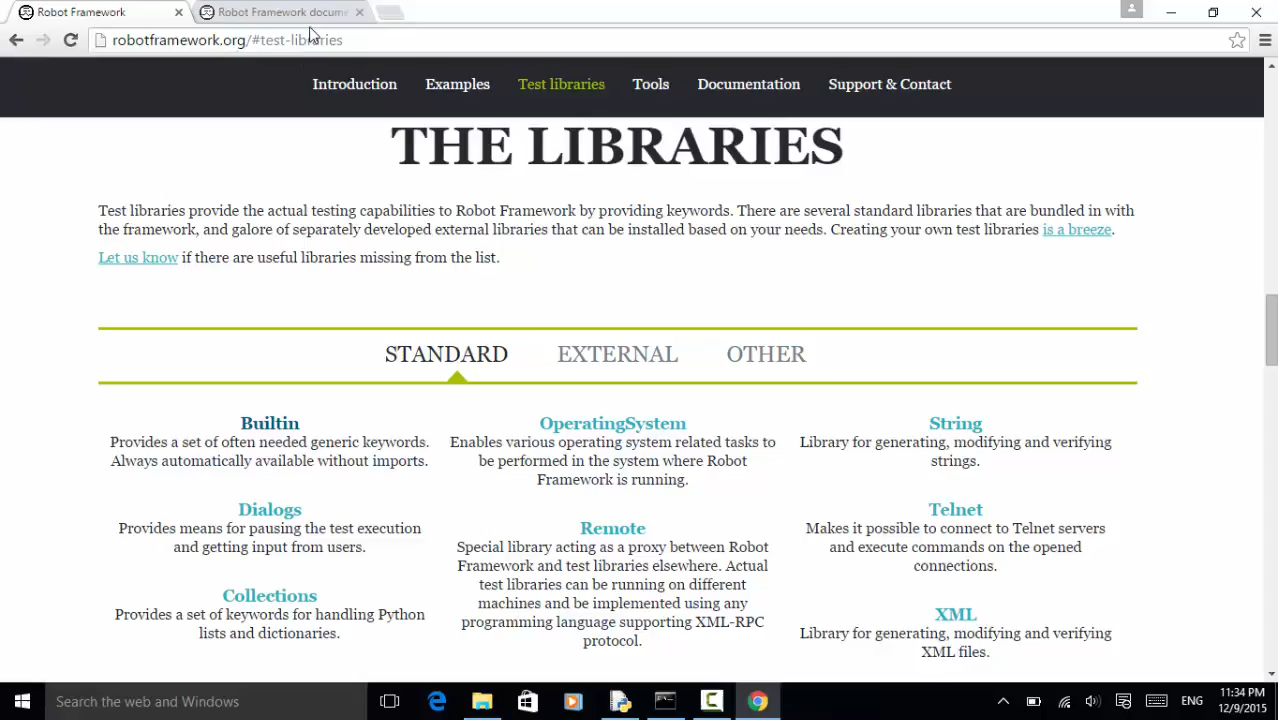 Robot Framework
Robot Framework docume
robotframework.org/#test-libraries
Introduction
Examples
Test libraries
Tools
Documentation
Support & Contact
THE LIBRARIES
Test libraries provide the actual testing capabilities to Robot Framework by providing keywords. There are several standard libraries that are bundled in with
the framework, and galore of separately developed external libraries that can be installed based on your needs. Creating your own test libraries is a breeze.
Let us know if there are useful libraries missing from the list.
STANDARD
EXTERNAL
OTHER
Builtin
Provides a set of often needed generic keywords.
Always automatically available without imports.
Dialogs
Provides means for pausing the test execution
and getting input from users.
Collections
Provides a set of keywords for handling Python
lists and dictionaries.
OperatingSystem
Enables various operating system related tasks to
be performed in the system where Robot
Framework is running.
Remote
Special library acting as a proxy between Robot
Framework and test libraries elsewhere. Actual
test libraries can be running on different
machines and be implemented using any
programming language supporting XML-RPC
protocol.
String
Library for generating, modifying and verifying
strings.
Telnet
Makes it possible to connect to Telnet servers
and execute commands on the opened
connections.
XML
Library for generating, modifying and verifying
XML files.
Search the web and Windows
ENG
11:34 PM
12/9/2015